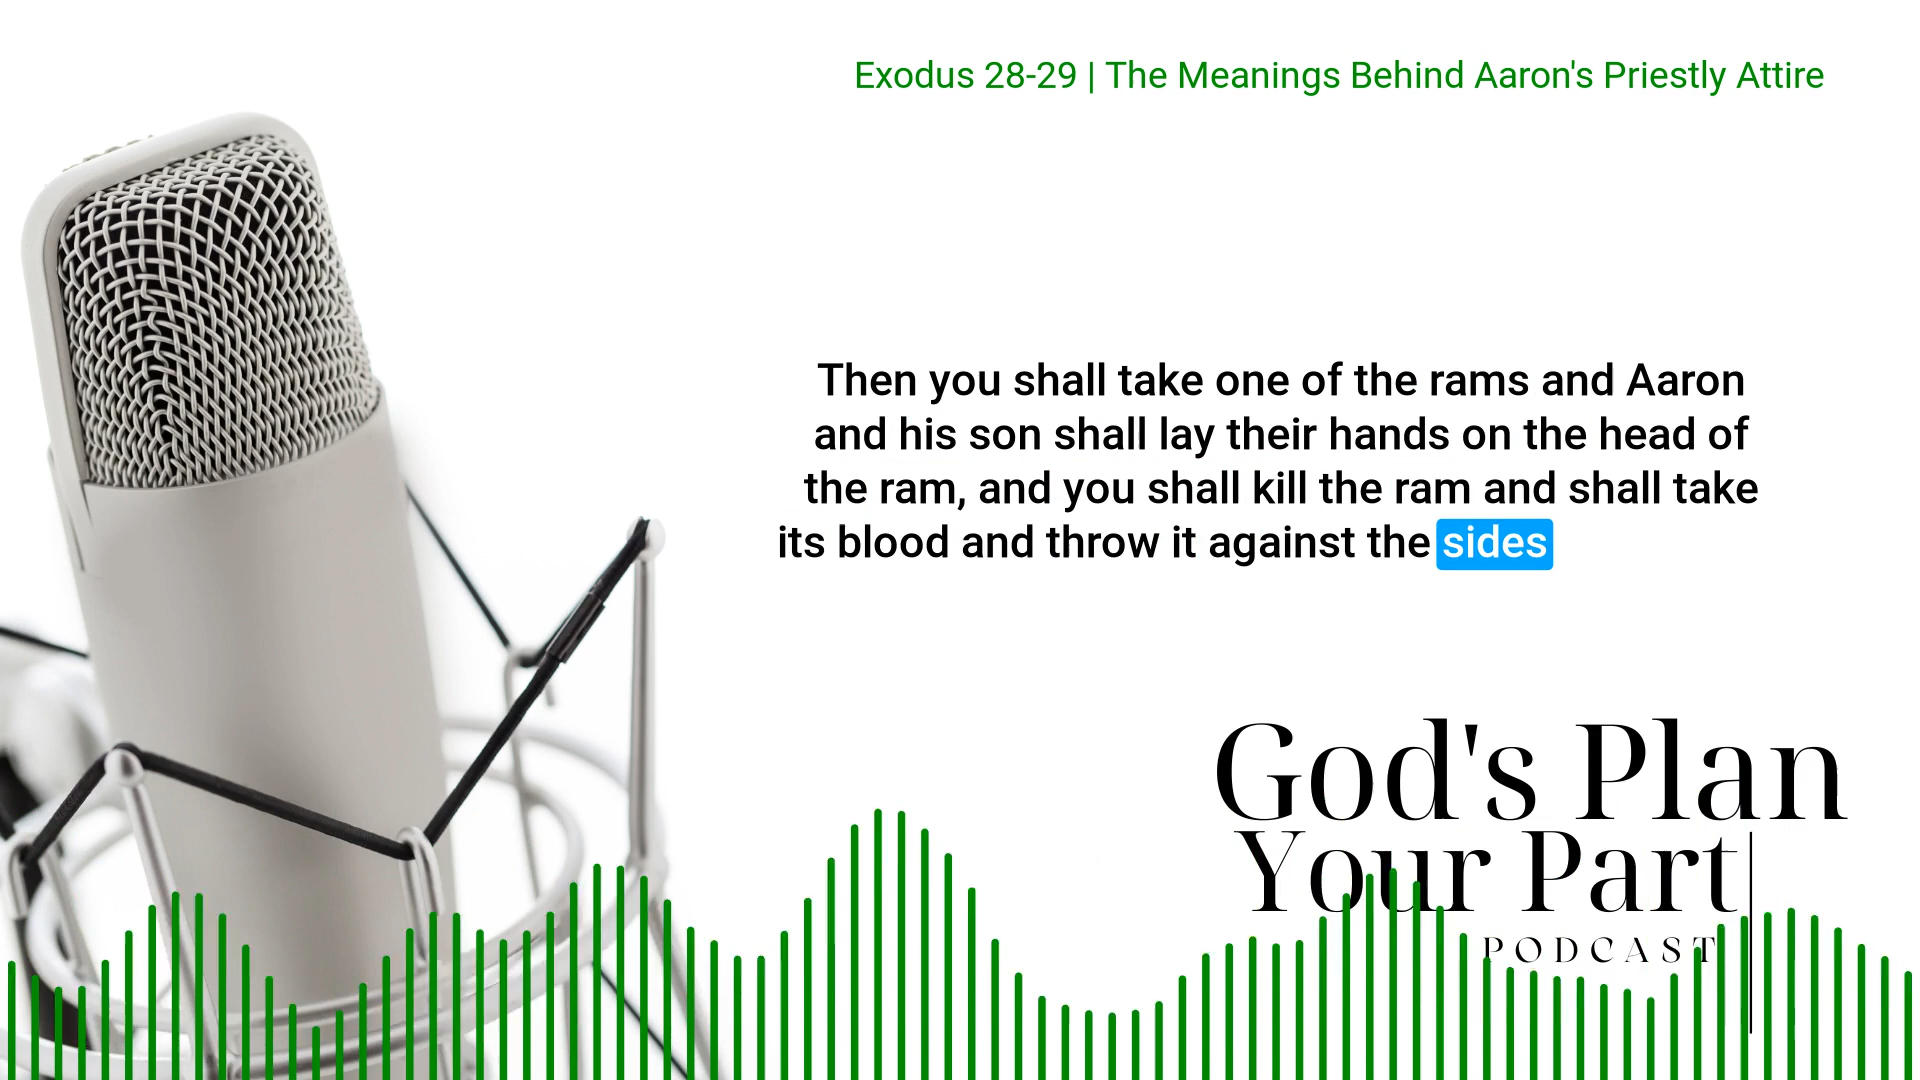 Exodus 28-29 | The Meanings Behind Aaron's Priestly Attire
Then you shall take one of the rams and Aaron
and his son shall lay their hands on the head of
the ram, and you shall kill the ram and shall take
its blood and throw it against the sides
God's Plan
Your Part
PODCAST